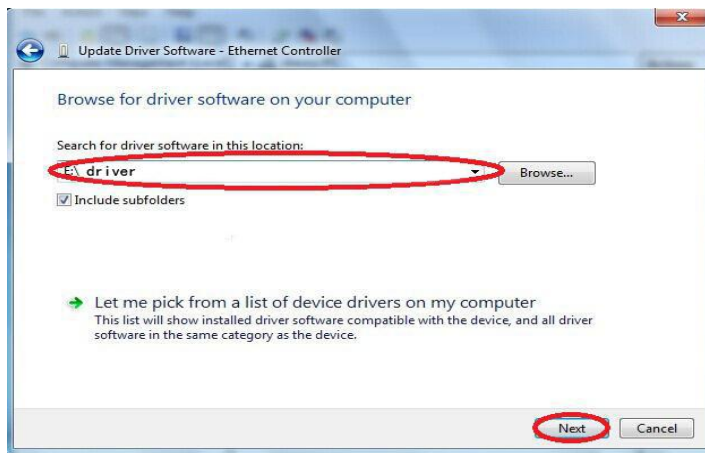 Update Driver Software - Ethernet Controller
Browse for driver software on your computer
Search for driver software in this location:
E:\ driver
Browse...
Include subfolders
Let me pick from a list of device drivers on my computer
This list will show installed driver software compatible with the device, and all driver
software in the same category as the device.
Next
Cancel